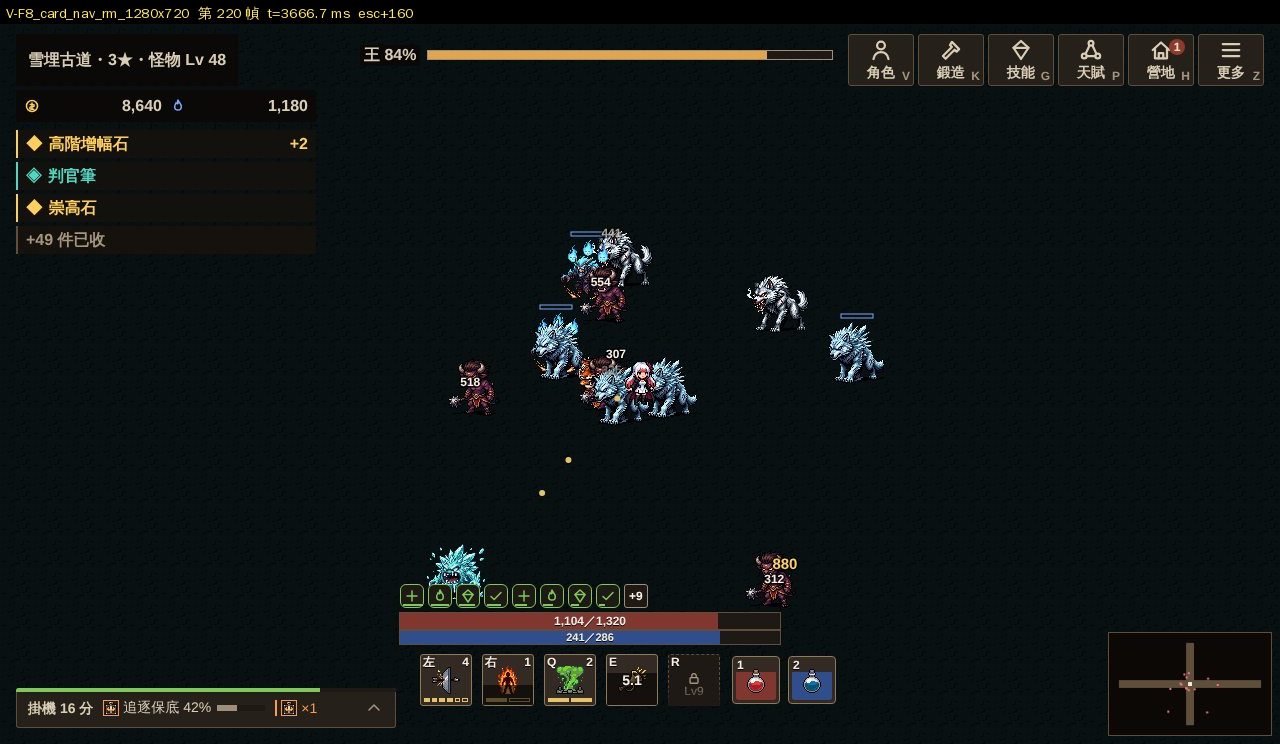 V-F8_card_nav_rm_1280x720 第 220 幀 t=3666.7 ms esc+160
雪埋古道・3★・怪物 Lv 48
王 84%
角色 V
鍛造 K
技能 G
天賦 P
營地 H 1
更多 Z
8,640 1,180
高階增幅石 +2
判官筆
崇高石
+49 件已收
441
554
307
518
880
312
+9
1,104／1,320
241／286
左 4
右 1
Q 2
E 5.1
R Lv9
1
2
掛機 16 分 追逐保底 42% ×1